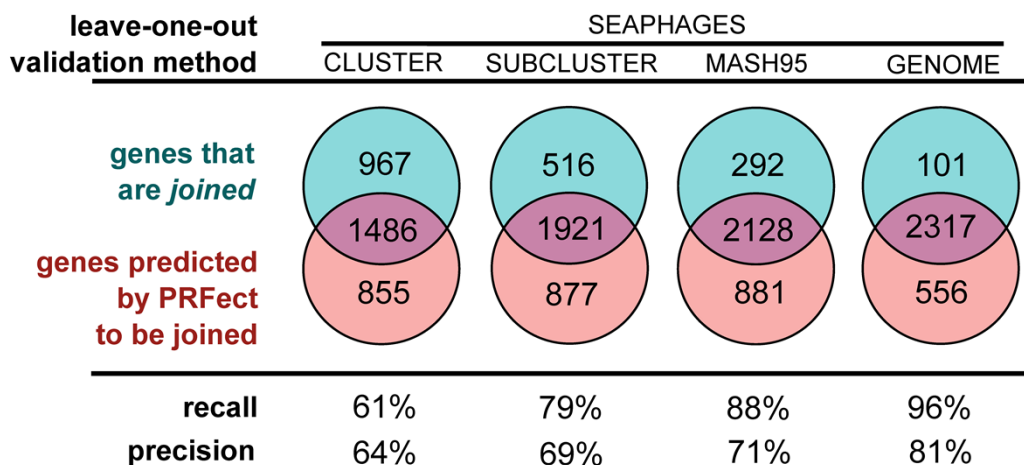 leave-one-out
validation method
SEAPHAGES
CLUSTER SUBCLUSTER MASH95 GENOME
genes that
are joined
967 516 292 101
1486 1921 2128 2317
genes predicted
by PRFect
to be joined
855 877 881 556
recall 61% 79% 88% 96%
precision 64% 69% 71% 81%